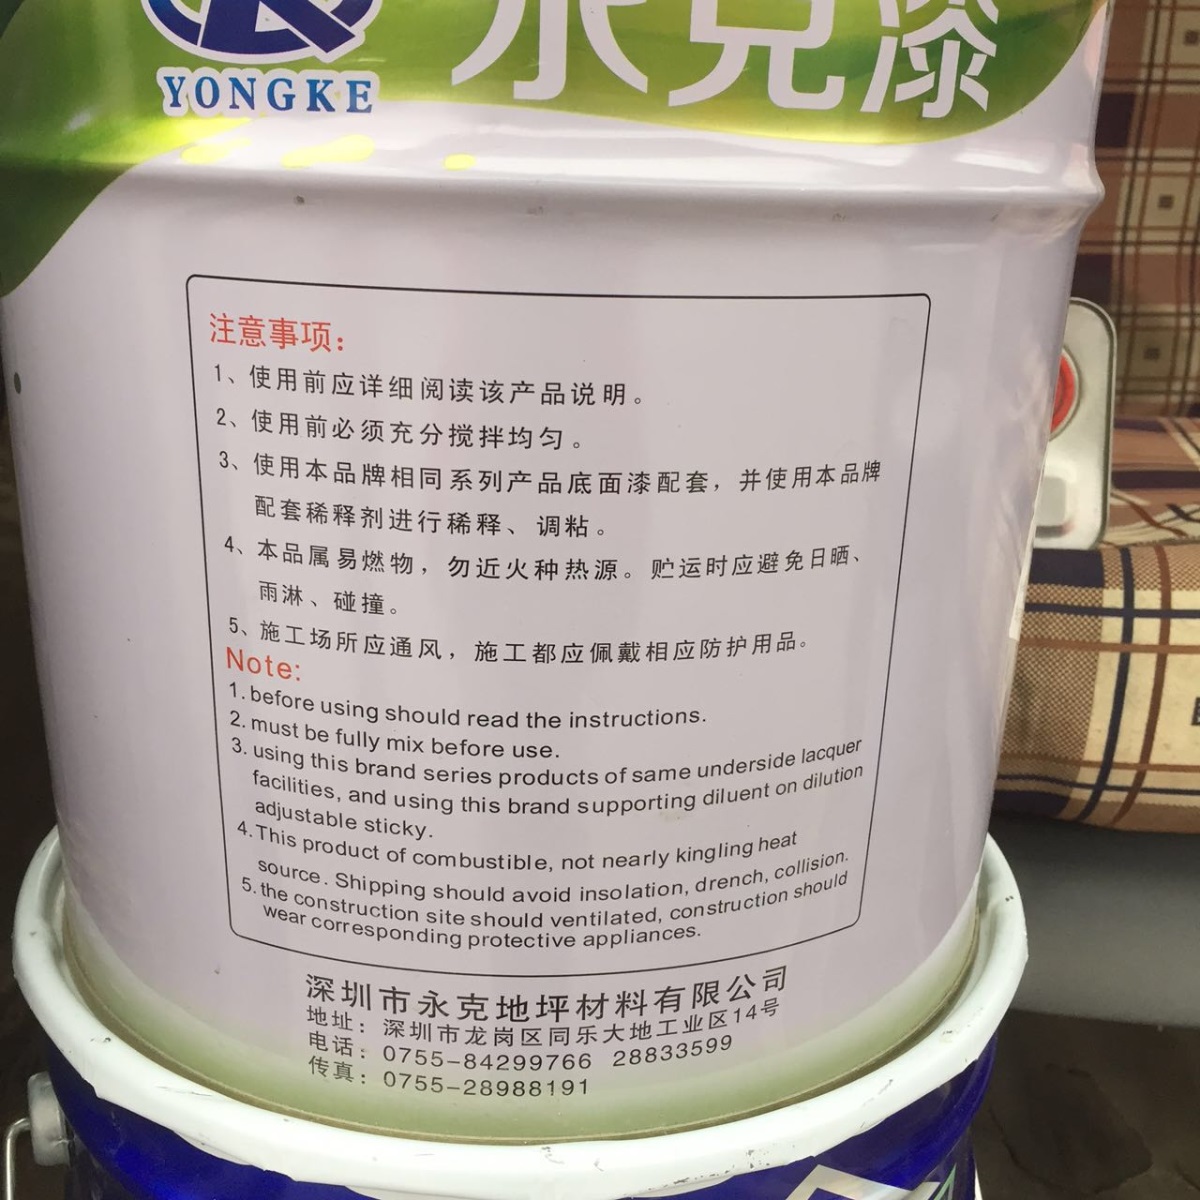 YONGKE
永克漆
注意事项：
1、使用前应详细阅读该产品说明。
2、使用前必须充分搅拌均匀。
3、使用本品牌相同系列产品底面漆配套，并使用本品牌
配套稀释剂进行稀释、调粘。
4、本品属易燃物，勿近火种热源。贮运时应避免日晒、
雨淋、碰撞。
5、施工场所应通风，施工都应佩戴相应防护用品。
Note:
1. before using should read the instructions.
2. must be fully mix before use.
3. using this brand series products of same underside lacquer
facilities, and using this brand supporting diluent on dilution
adjustable sticky.
4. This product of combustible, not nearly kingling heat
source. Shipping should avoid insolation, drench, collision.
5. the construction site should ventilated, construction should
wear corresponding protective appliances.
深圳市永克地坪材料有限公司
地址：深圳市龙岗区同乐大地工业区14号
电话：0755-84299766 28833599
传真：0755-28988191